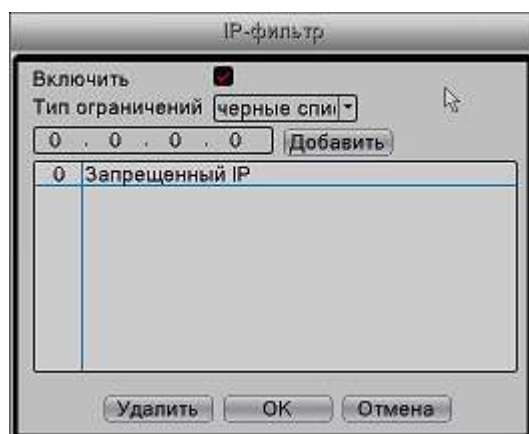 IP-фильтр
Включить
Тип ограничений черные спи
0 . 0 . 0 . 0 Добавить
0 Запрещенный IP
Удалить OK Отмена